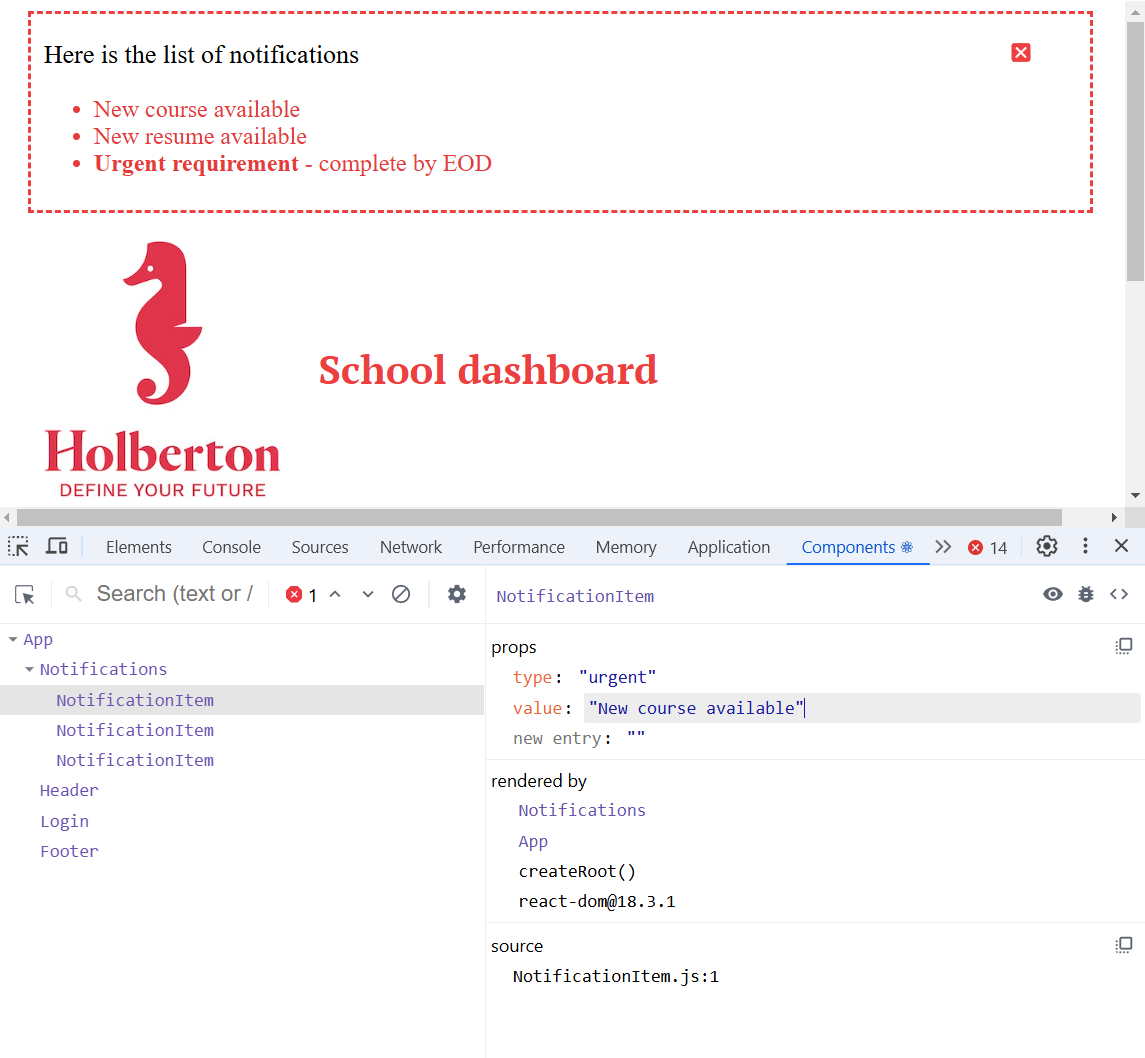 Here is the list of notifications
New course available
New resume available
Urgent requirement - complete by EOD
School dashboard
Holberton
DEFINE YOUR FUTURE
Elements Console Sources Network Performance Memory Application Components 14
Search (text or / 1
NotificationItem
App
Notifications
NotificationItem
NotificationItem
NotificationItem
Header
Login
Footer
props
type: "urgent"
value: "New course available"
new entry: ""
rendered by
Notifications
App
createRoot()
react-dom@18.3.1
source
NotificationItem.js:1